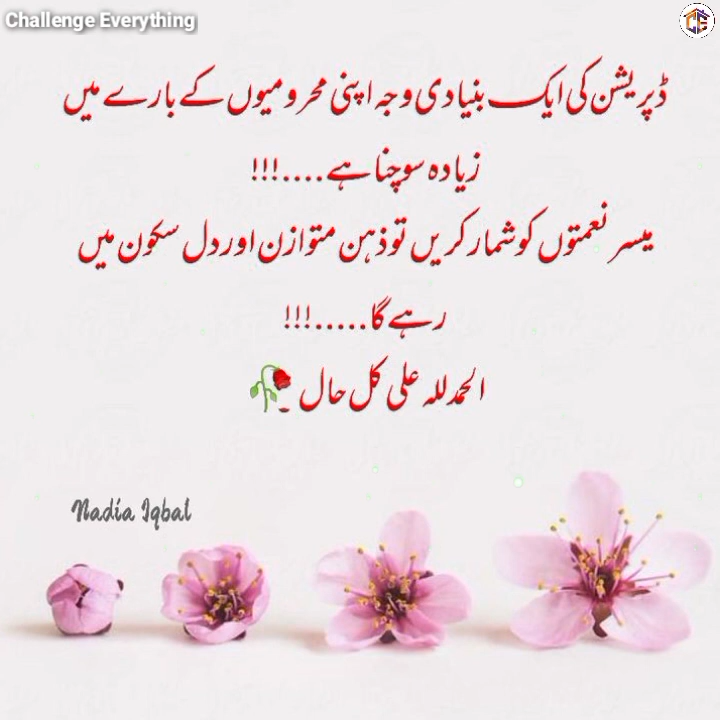 Challenge Everything
ڈپریشن کی ایک بنیادی وجہ اپنی محرومیوں کے بارے میں
زیادہ سوچنا ہے....!!!
میسر نعمتوں کو شمار کریں تو ذہن متوازن اور دل سکون میں
رہے گا.....!!!
الحمدللہ علی کل حال 🥀
Nadia Iqbal